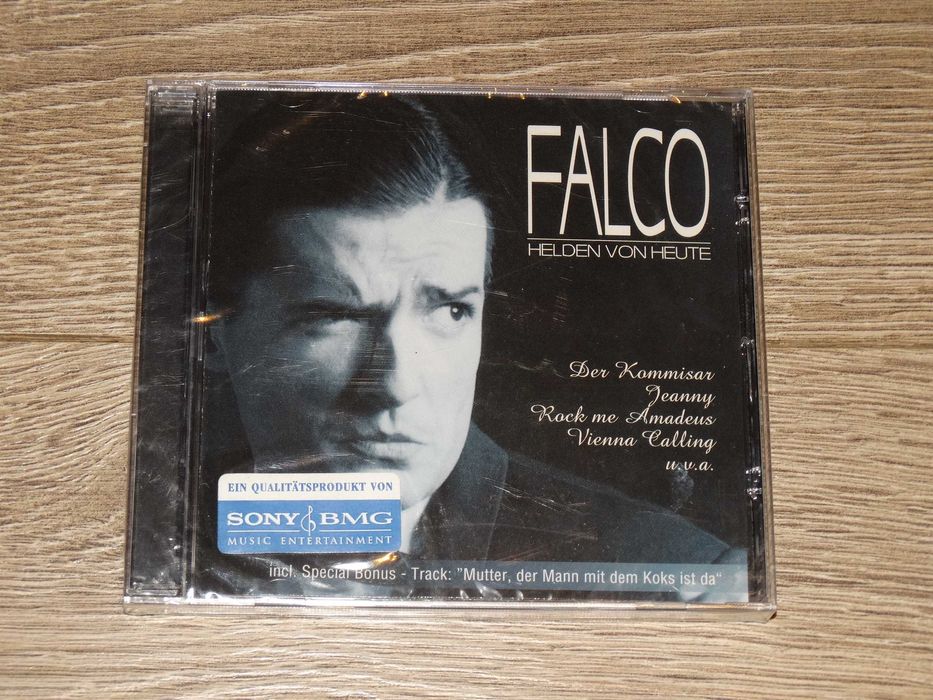 FALCO
HELDEN VON HEUTE
Der Kommisar
Jeanny
Rock me Amadeus
Vienna Calling
u.v.a.
EIN QUALITÄTSPRODUKT VON
SONY BMG
MUSIC ENTERTAINMENT
incl. Special Bonus - Track: "Mutter, der Mann mit dem Koks ist da"